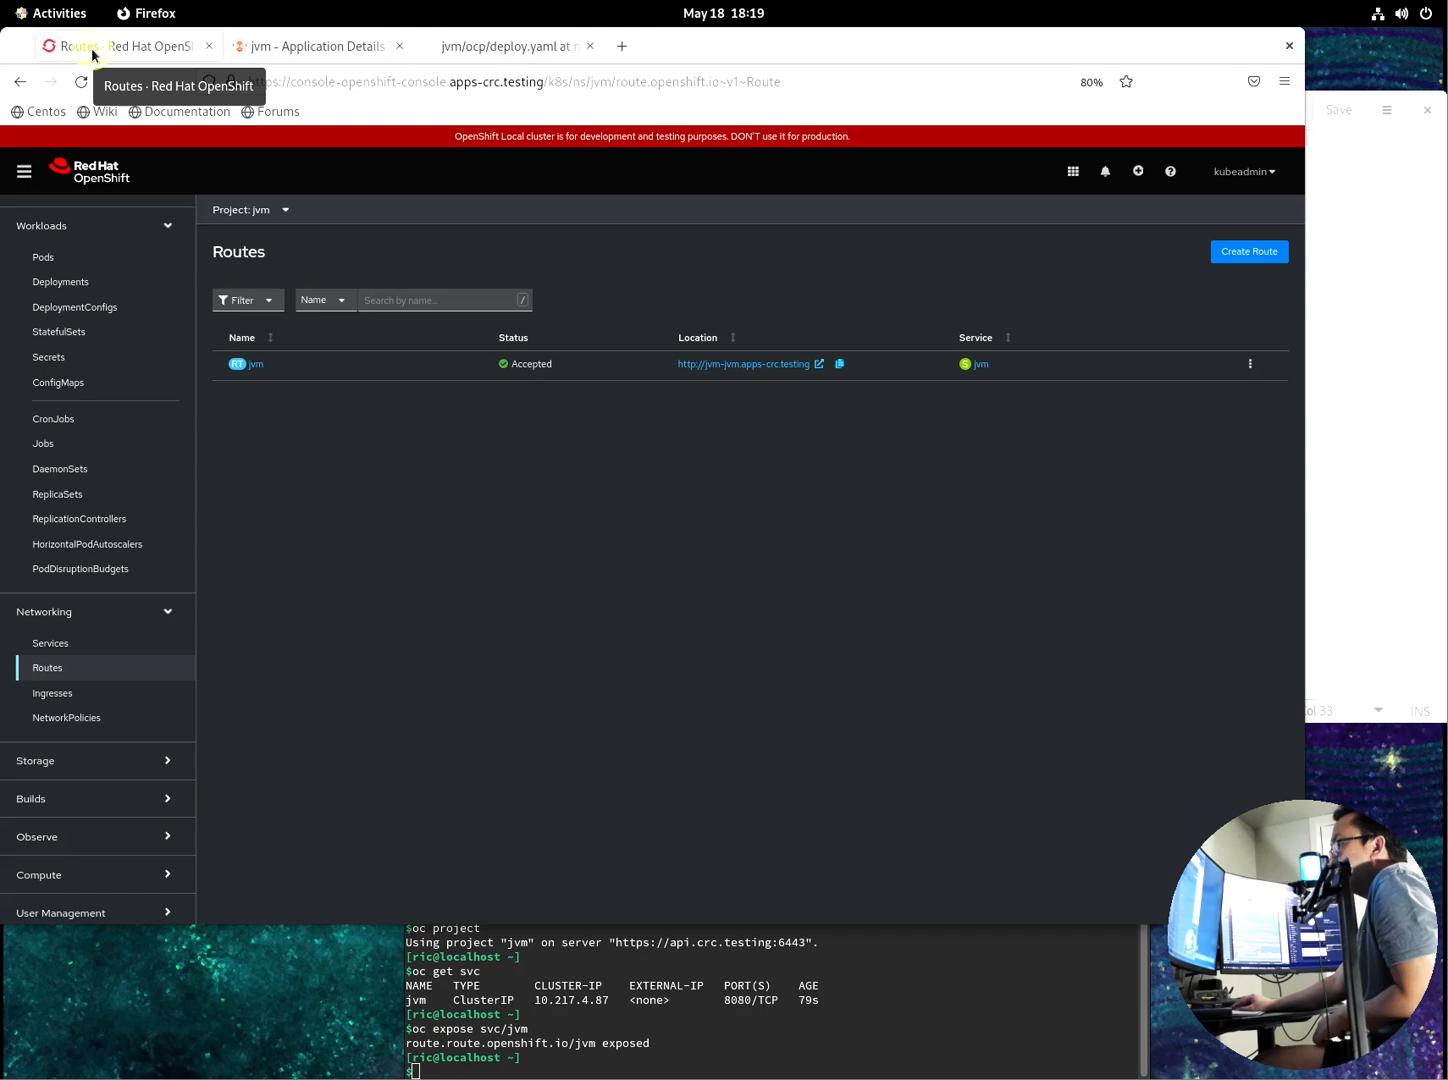 Activities
Firefox
May 18 18:19
Routes · Red Hat OpenS
jvm - Application Details
jvm/ocp/deploy.yaml at
https://console-openshift-console.apps-crc.testing/k8s/ns/jvm/route.openshift.io~v1~Route
80%
Routes · Red Hat OpenShift
Centos
Wiki
Documentation
Forums
Save
OpenShift Local cluster is for development and testing purposes. DON'T use it for production.
Red Hat
OpenShift
kubeadmin
Project: jvm
Workloads
Pods
Deployments
DeploymentConfigs
StatefulSets
Secrets
ConfigMaps
CronJobs
Jobs
DaemonSets
ReplicaSets
ReplicationControllers
HorizontalPodAutoscalers
PodDisruptionBudgets
Networking
Services
Routes
Ingresses
NetworkPolicies
Storage
Builds
Observe
Compute
User Management
Routes
Create Route
Filter
Name
Search by name...
/
Name
Status
Location
Service
RT jvm
Accepted
http://jvm-jvm.apps-crc.testing
S jvm
Col 33
INS
$oc project
Using project "jvm" on server "https://api.crc.testing:6443".
[ric@localhost ~]
$oc get svc
NAME TYPE CLUSTER-IP EXTERNAL-IP PORT(S) AGE
jvm ClusterIP 10.217.4.87 <none> 8080/TCP 79s
[ric@localhost ~]
$oc expose svc/jvm
route.route.openshift.io/jvm exposed
[ric@localhost ~]
$